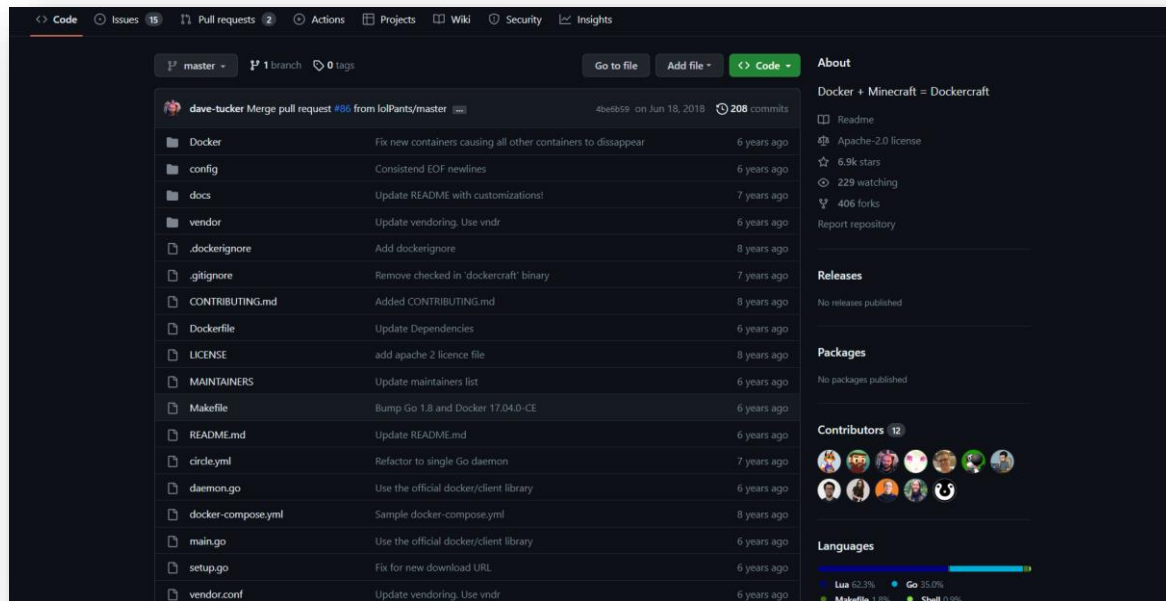 Code Issues 15 Pull requests 2 Actions Projects Wiki Security Insights
master 1 branch 0 tags Go to file Add file Code
dave-tucker Merge pull request #86 from lolPants/master ... 4be6b59 on Jun 18, 2018 208 commits
Docker Fix new containers causing all other containers to dissappear 6 years ago
config Consistend EOF newlines 6 years ago
docs Update README with customizations! 7 years ago
vendor Update vendoring. Use vndr 6 years ago
.dockerignore Add dockerignore 8 years ago
.gitignore Remove checked in 'dockercraft' binary 7 years ago
CONTRIBUTING.md Added CONTRIBUTING.md 8 years ago
Dockerfile Update Dependencies 6 years ago
LICENSE add apache 2 licence file 8 years ago
MAINTAINERS Update maintainers list 6 years ago
Makefile Bump Go 1.8 and Docker 17.04.0-CE 6 years ago
README.md Update README.md 6 years ago
circle.yml Refactor to single Go daemon 7 years ago
daemon.go Use the official docker/client library 6 years ago
docker-compose.yml Sample docker-compose.yml 8 years ago
main.go Use the official docker/client library 6 years ago
setup.go Fix for new download URL 6 years ago
vendor.conf Update vendoring. Use vndr 6 years ago
About
Docker + Minecraft = Dockercraft
Readme
Apache-2.0 license
6.9k stars
229 watching
406 forks
Report repository
Releases
No releases published
Packages
No packages published
Contributors 12
Languages
Lua 62.3% Go 35.0%
Makefile 1.8% Shell 0.9%